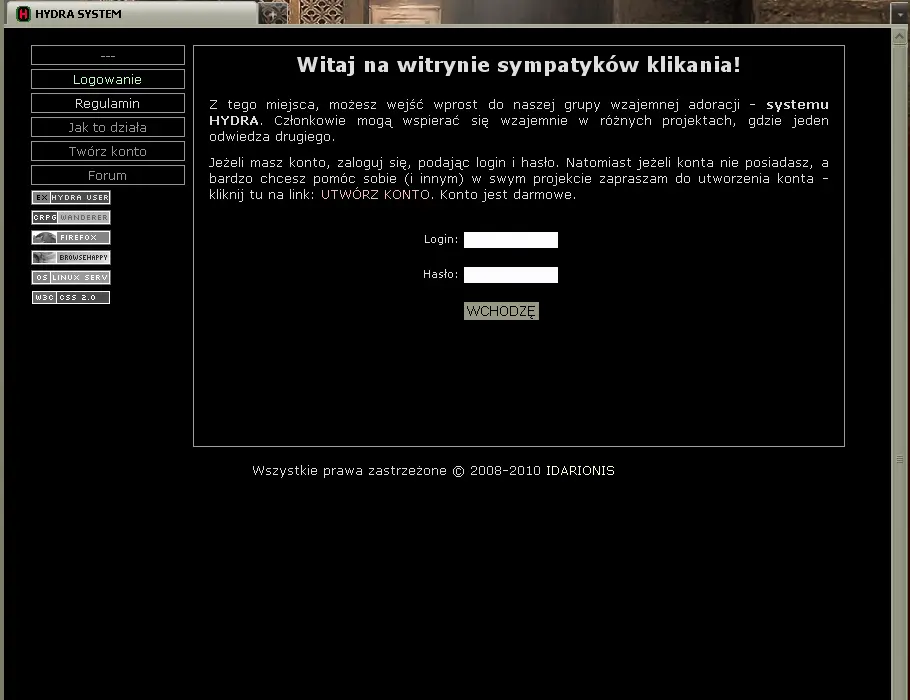 HYDRA SYSTEM
---
Logowanie
Regulamin
Jak to działa
Twórz konto
Forum
EX HYDRA USER
CRPG WANDERER
FIREFOX
BROWSEHAPPY
OS LINUX SERV
W3C CSS 2.0
Witaj na witrynie sympatyków klikania!
Z tego miejsca, możesz wejść wprost do naszej grupy wzajemnej adoracji - systemu
HYDRA. Członkowie mogą wspierać się wzajemnie w różnych projektach, gdzie jeden
odwiedza drugiego.
Jeżeli masz konto, zaloguj się, podając login i hasło. Natomiast jeżeli konta nie posiadasz, a
bardzo chcesz pomóc sobie (i innym) w swym projekcie zapraszam do utworzenia konta -
kliknij tu na link: UTWÓRZ KONTO. Konto jest darmowe.
Login:
Hasło:
WCHODZĘ
Wszystkie prawa zastrzeżone © 2008-2010 IDARIONIS